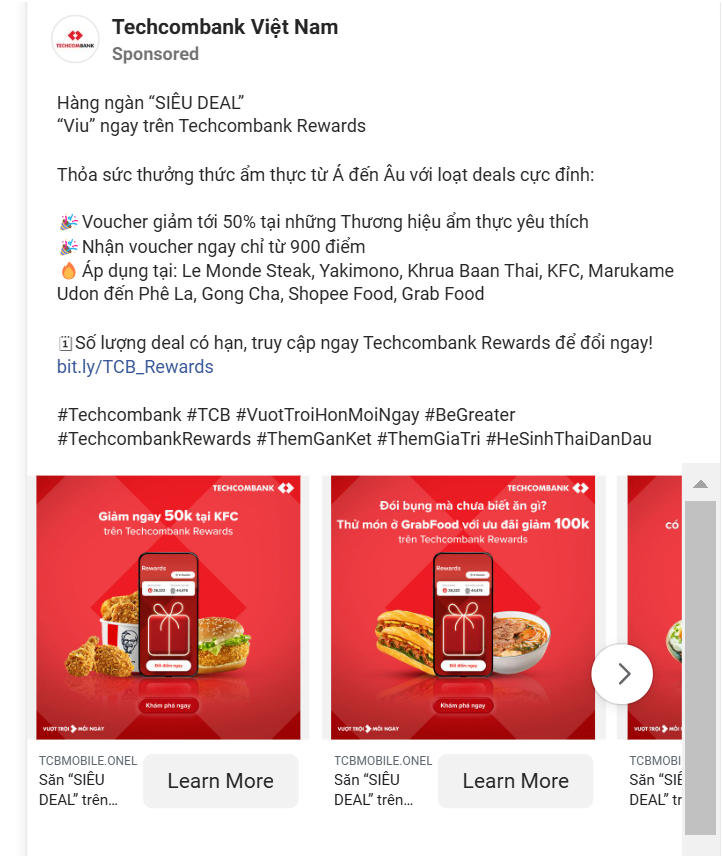 Techcombank Việt Nam
TECHCOMBANK
Sponsored
Hàng ngàn “SIÊU DEAL”
“Viu” ngay trên Techcombank Rewards
Thỏa sức thưởng thức ẩm thực từ Á đến Âu với loạt deals cực đỉnh:
🎉 Voucher giảm tới 50% tại những Thương hiệu ẩm thực yêu thích
🎉 Nhận voucher ngay chỉ từ 900 điểm
🔥 Áp dụng tại: Le Monde Steak, Yakimono, Khrua Baan Thai, KFC, Marukame
Udon đến Phê La, Gong Cha, Shopee Food, Grab Food
🗓Số lượng deal có hạn, truy cập ngay Techcombank Rewards để đổi ngay!
bit.ly/TCB_Rewards
#Techcombank #TCB #VuotTroiHonMoiNgay #BeGreater
#TechcombankRewards #ThemGanKet #ThemGiaTri #HeSinhThaiDanDau
TECHCOMBANK
Giảm ngay 50k tại KFC
trên Techcombank Rewards
Rewards
KFC
Đổi điểm ngay
Khám phá ngay
VƯỢT TRỘI MỖI NGÀY
TECHCOMBANK
Đói bụng mà chưa biết ăn gì?
Thử món ở GrabFood với ưu đãi giảm 100k
trên Techcombank Rewards
Rewards
Đổi điểm ngay
Khám phá ngay
VƯỢT TRỘI MỖI NGÀY
có
VƯỢT TRỘI M
TCBMOBILE.ONEL
Săn “SIÊU
DEAL” trên...
Learn More
TCBMOBILE.ONEL
Săn “SIÊU
DEAL” trên...
Learn More
TCBMOBI
Săn “SIÊ
DEAL” tr